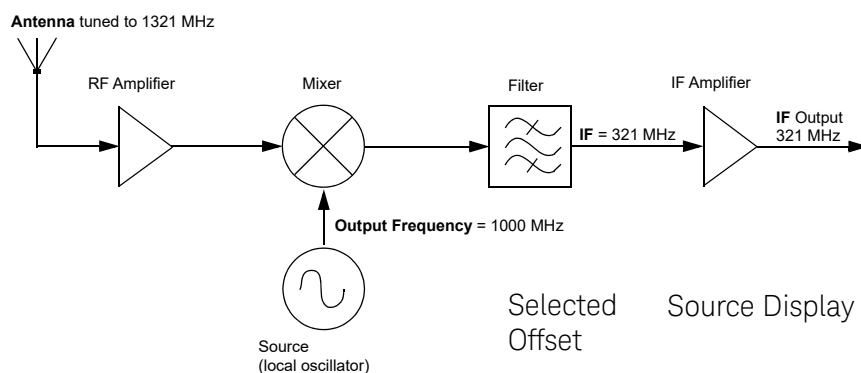 Antenna tuned to 1321 MHz
RF Amplifier
Mixer
Filter
IF Amplifier
IF = 321 MHz
IF Output
321 MHz
Output Frequency = 1000 MHz
Source
(local oscillator)
Selected
Offset
Source Display